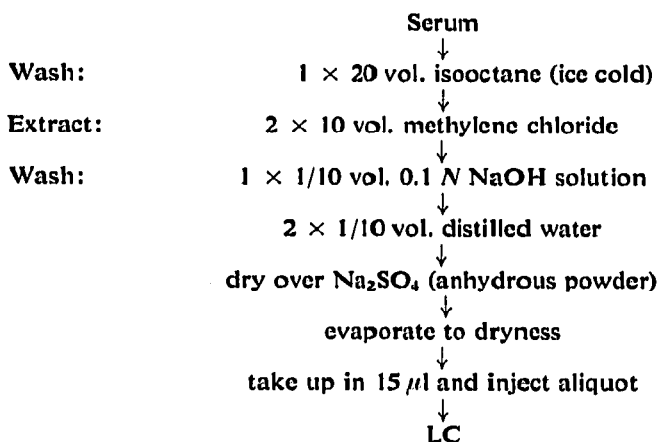 Serum
↓
Wash: 1 × 20 vol. isooctane (ice cold)
↓
Extract: 2 × 10 vol. methylene chloride
↓
Wash: 1 × 1/10 vol. 0.1 N NaOH solution
↓
2 × 1/10 vol. distilled water
↓
dry over Na₂SO₄ (anhydrous powder)
↓
evaporate to dryness
↓
take up in 15 μl and inject aliquot
↓
LC